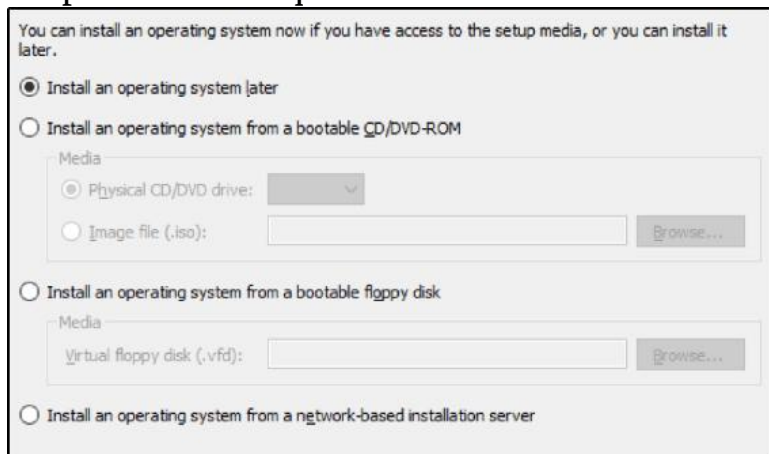 You can install an operating system now if you have access to the setup media, or you can install it
later.
Install an operating system later
Install an operating system from a bootable CD/DVD-ROM
Media
Physical CD/DVD drive:
Image file (.iso):
Browse...
Install an operating system from a bootable floppy disk
Media
Virtual floppy disk (.vfd):
Browse...
Install an operating system from a network-based installation server